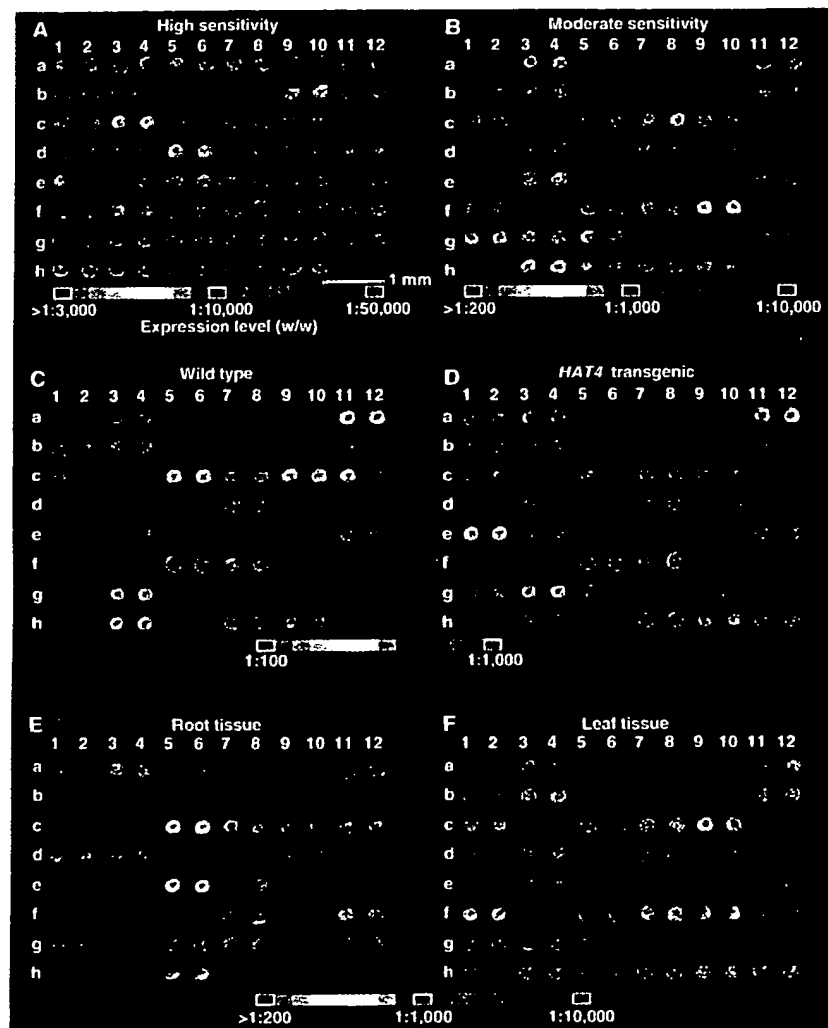 A High sensitivity
1 2 3 4 5 6 7 8 9 10 11 12
a
b
c
d
e
f
g
h
1 mm
>1:3,000 1:10,000 1:50,000
Expression level (w/w)
B Moderate sensitivity
1 2 3 4 5 6 7 8 9 10 11 12
a
b
c
d
e
f
g
h
>1:200 1:1,000 1:10,000
C Wild type
1 2 3 4 5 6 7 8 9 10 11 12
a
b
c
d
e
f
g
h
D HAT4 transgenic
1 2 3 4 5 6 7 8 9 10 11 12
a
b
c
d
e
f
g
h
1:100 1:1,000
E Root tissue
1 2 3 4 5 6 7 8 9 10 11 12
a
b
c
d
e
f
g
h
F Leaf tissue
1 2 3 4 5 6 7 8 9 10 11 12
a
b
c
d
e
f
g
h
>1:200 1:1,000 1:10,000